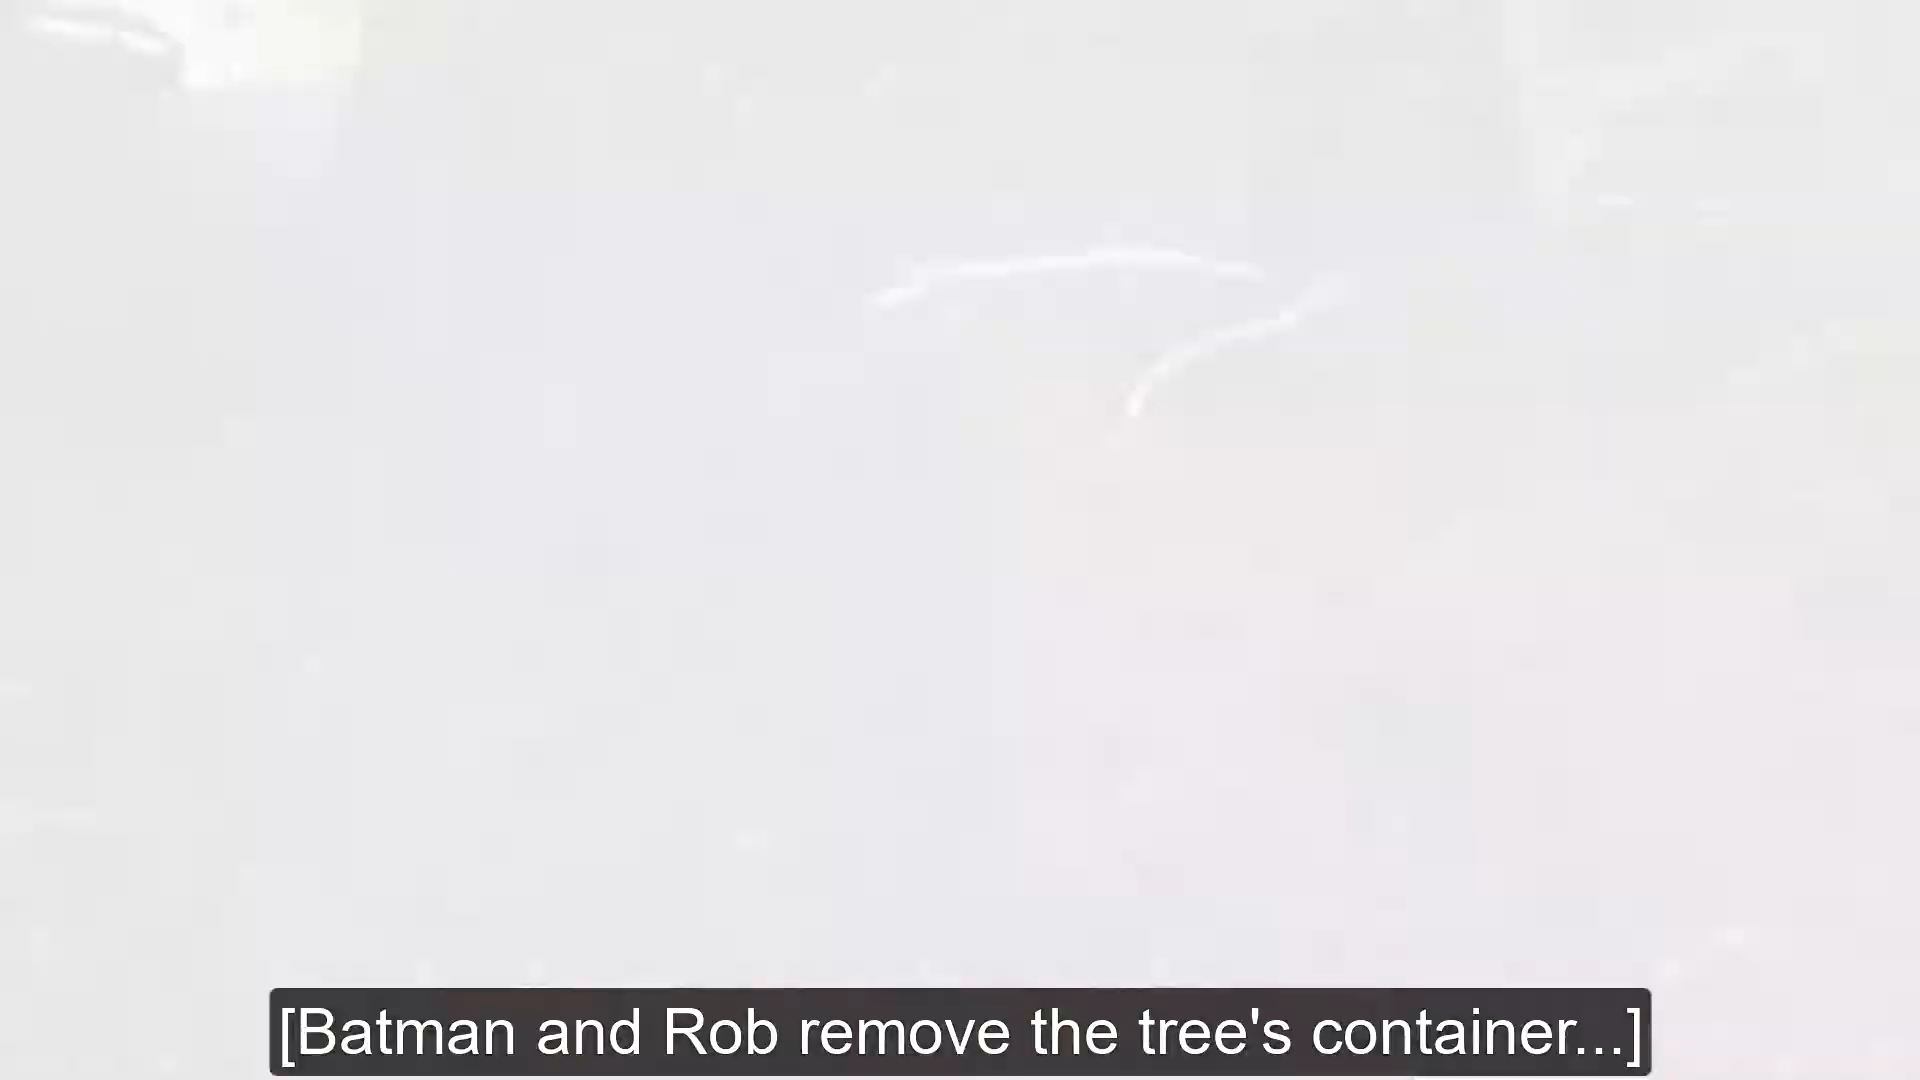 [Batman and Rob remove the tree's container...]